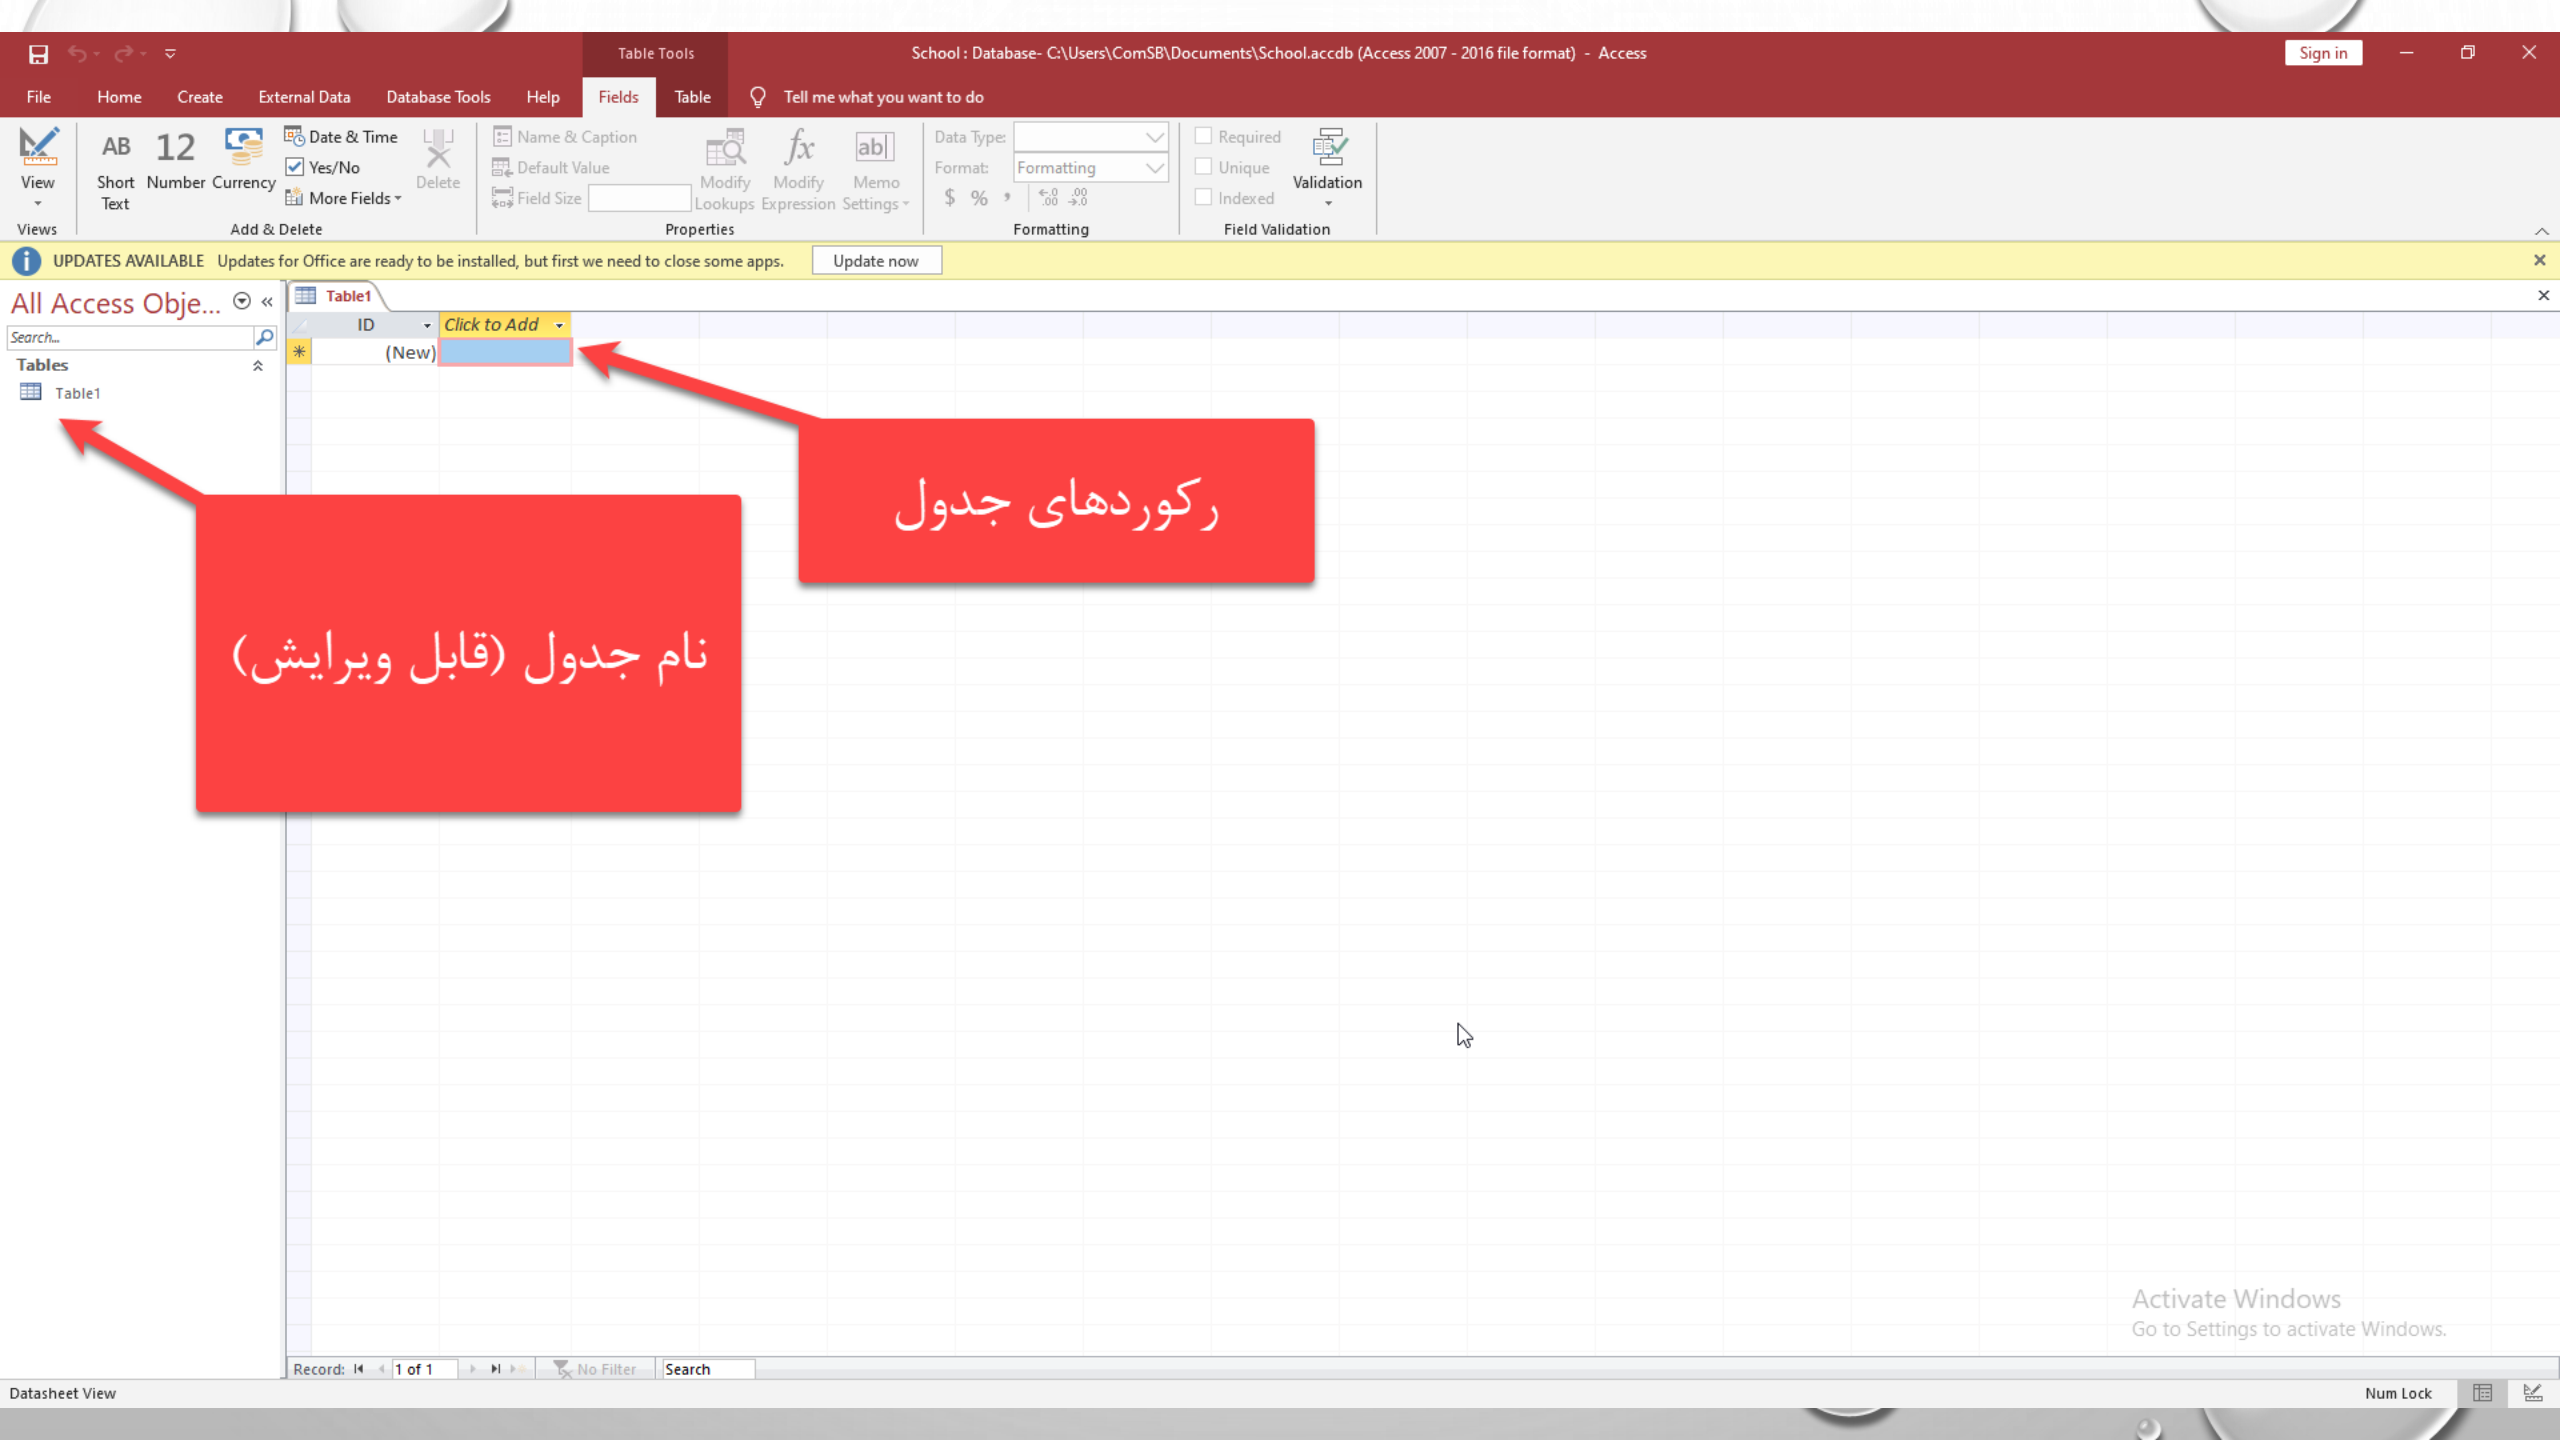 Table Tools
School : Database- C:\Users\ComSB\Documents\School.accdb (Access 2007 - 2016 file format) - Access
Sign in
File Home Create External Data Database Tools Help Fields Table Tell me what you want to do
View
Views
AB Short Text
12 Number
Currency
Date & Time
Yes/No
More Fields
Delete
Add & Delete
Name & Caption
Default Value
Field Size
Modify Lookups
fx Modify Expression
ab| Memo Settings
Properties
Data Type:
Format: Formatting
$ % ,
←.0 .00 .00 →.0
Formatting
Required
Unique
Indexed
Validation
Field Validation
UPDATES AVAILABLE Updates for Office are ready to be installed, but first we need to close some apps. Update now
All Access Obje... «
Search...
Tables
Table1
Table1
ID Click to Add
(New)
رکوردهای جدول
نام جدول (قابل ویرایش)
Activate Windows
Go to Settings to activate Windows.
Record: 1 of 1 No Filter Search
Datasheet View
Num Lock